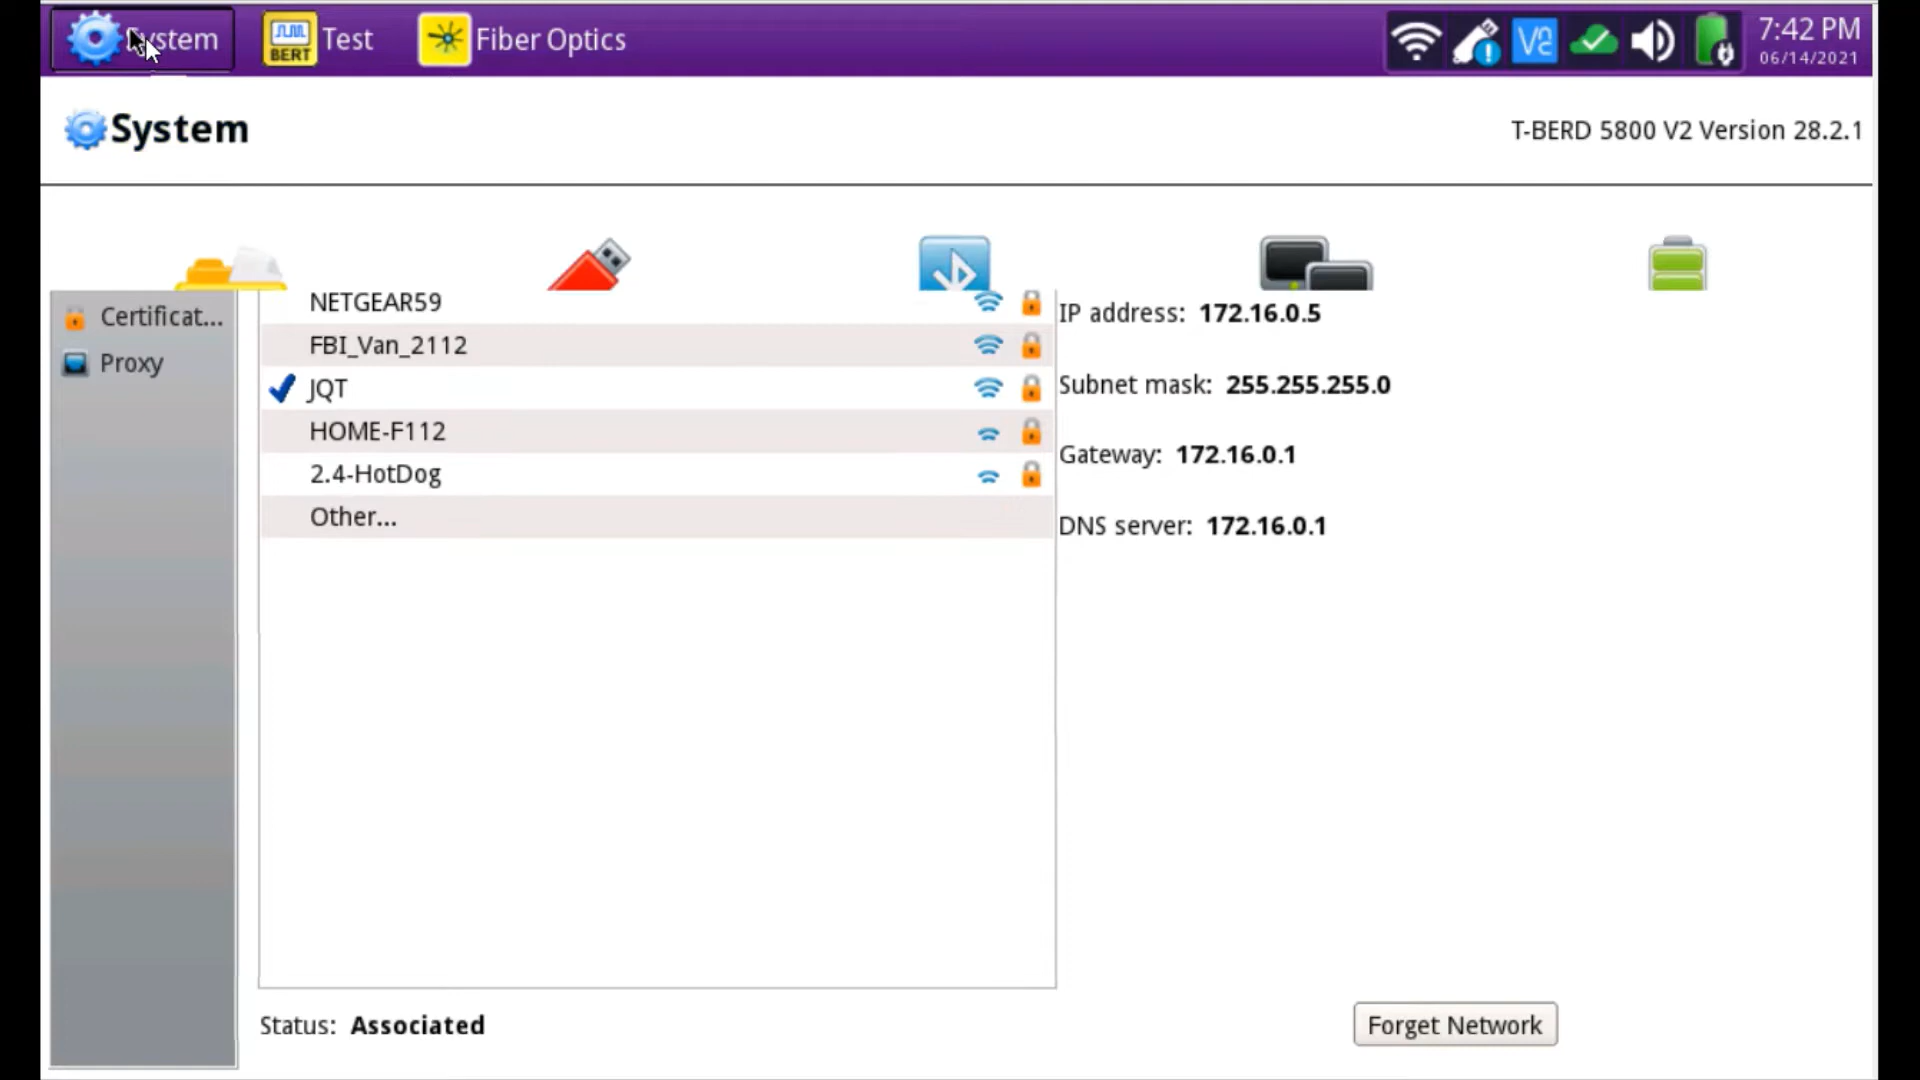 System
BERT
Test
Fiber Optics
7:42 PM
06/14/2021
System
T-BERD 5800 V2 Version 28.2.1
Certificat...
Proxy
NETGEAR59
FBI_Van_2112
JQT
HOME-F112
2.4-HotDog
Other...
IP address: 172.16.0.5
Subnet mask: 255.255.255.0
Gateway: 172.16.0.1
DNS server: 172.16.0.1
Status: Associated
Forget Network